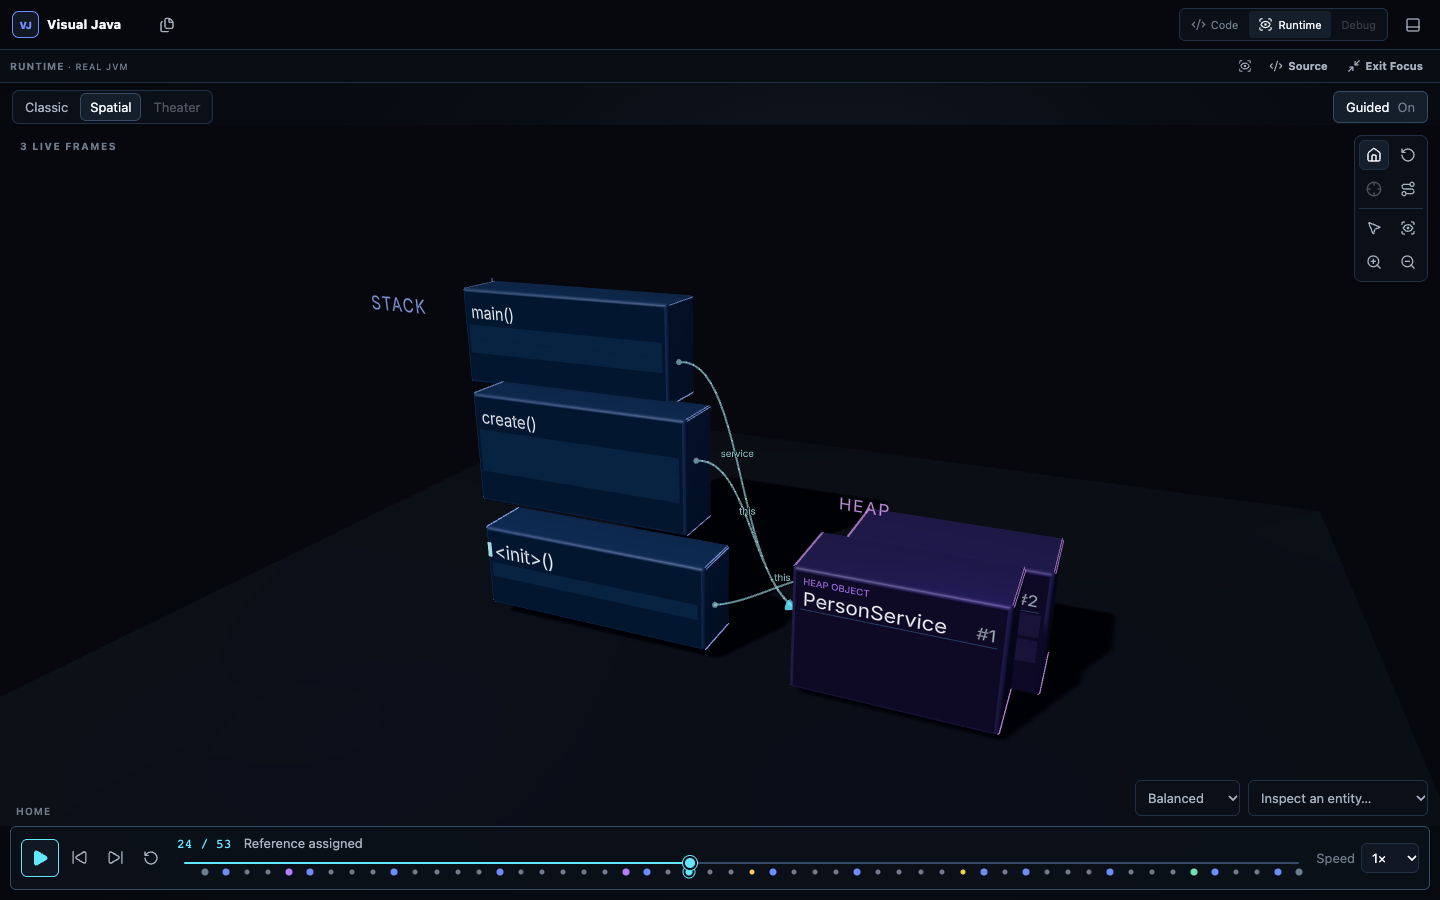 VJ Visual Java
Code Runtime Debug
RUNTIME · REAL JVM
Source Exit Focus
Classic Spatial Theater
Guided On
3 LIVE FRAMES
STACK
main()
create()
<init>()
service
this
this
HEAP
HEAP OBJECT
PersonService #1
#2
Balanced
Inspect an entity...
HOME
24 / 53 Reference assigned
Speed 1×